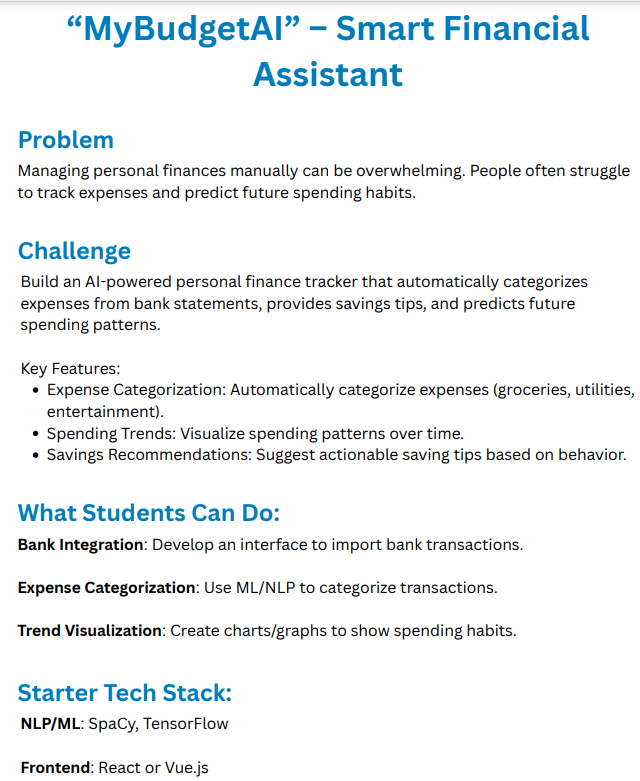 “MyBudgetAI” – Smart Financial
Assistant
Problem
Managing personal finances manually can be overwhelming. People often struggle
to track expenses and predict future spending habits.
Challenge
Build an AI-powered personal finance tracker that automatically categorizes
expenses from bank statements, provides savings tips, and predicts future
spending patterns.
Key Features:
• Expense Categorization: Automatically categorize expenses (groceries, utilities,
entertainment).
• Spending Trends: Visualize spending patterns over time.
• Savings Recommendations: Suggest actionable saving tips based on behavior.
What Students Can Do:
Bank Integration: Develop an interface to import bank transactions.
Expense Categorization: Use ML/NLP to categorize transactions.
Trend Visualization: Create charts/graphs to show spending habits.
Starter Tech Stack:
NLP/ML: SpaCy, TensorFlow
Frontend: React or Vue.js